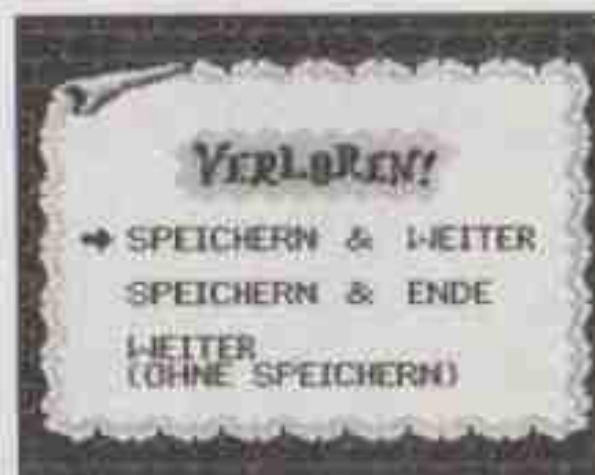 VERLOREN!
SPEICHERN & WEITER
SPEICHERN & ENDE
WEITER
(OHNE SPEICHERN)